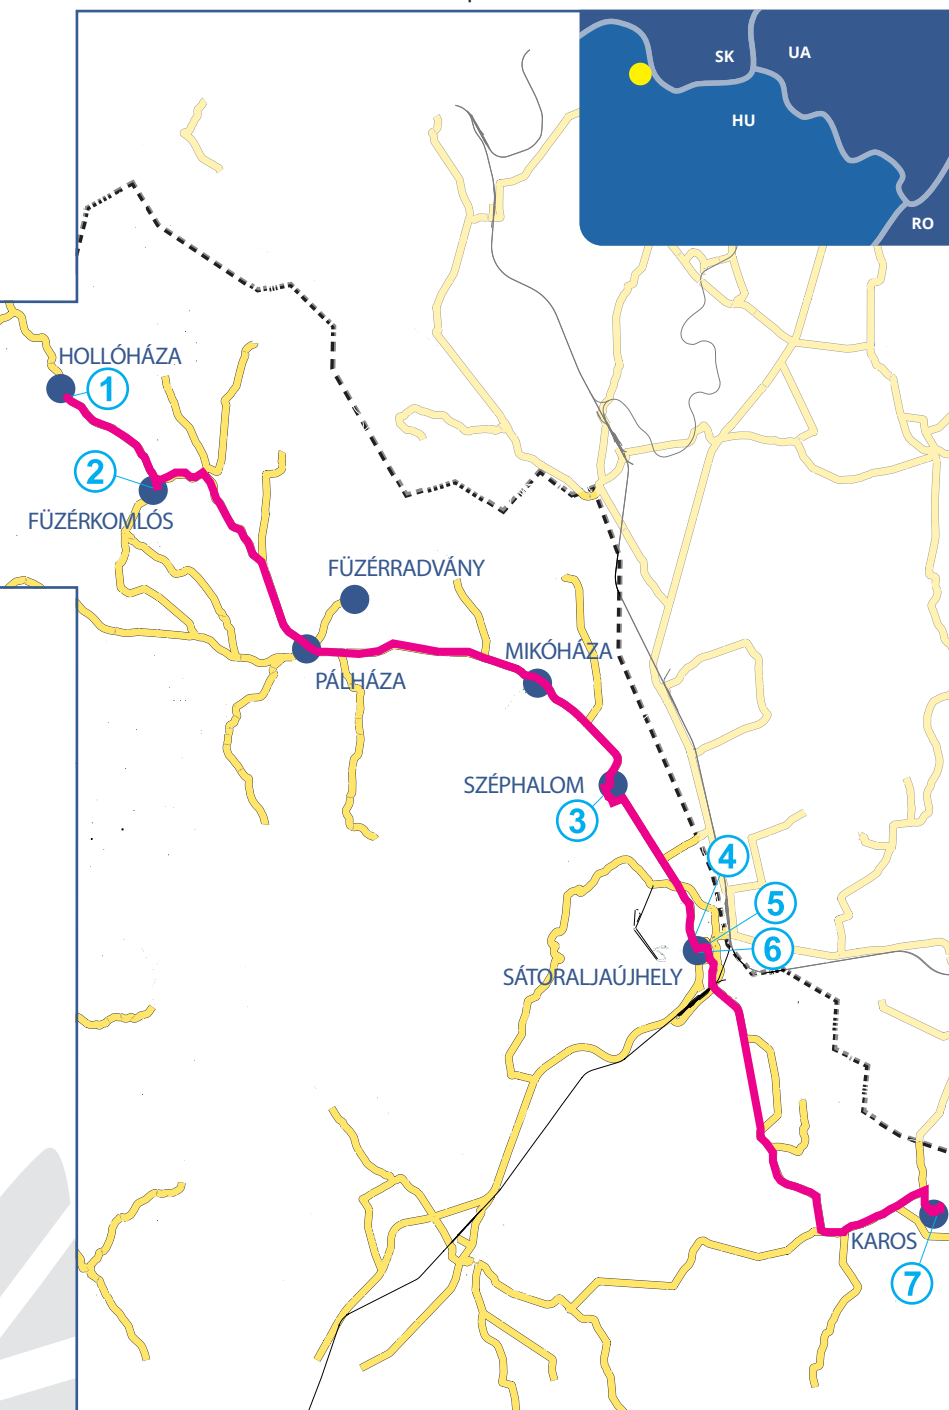 SK
UA
HU
RO
HOLLÓHÁZA
1
2
FÜZÉRKOMLÓS
FÜZÉRRADVÁNY
MIKÓHÁZA
PÁLHÁZA
SZÉPHALOM
3
4
5
6
SÁTORALJAÚJHELY
KAROS
7